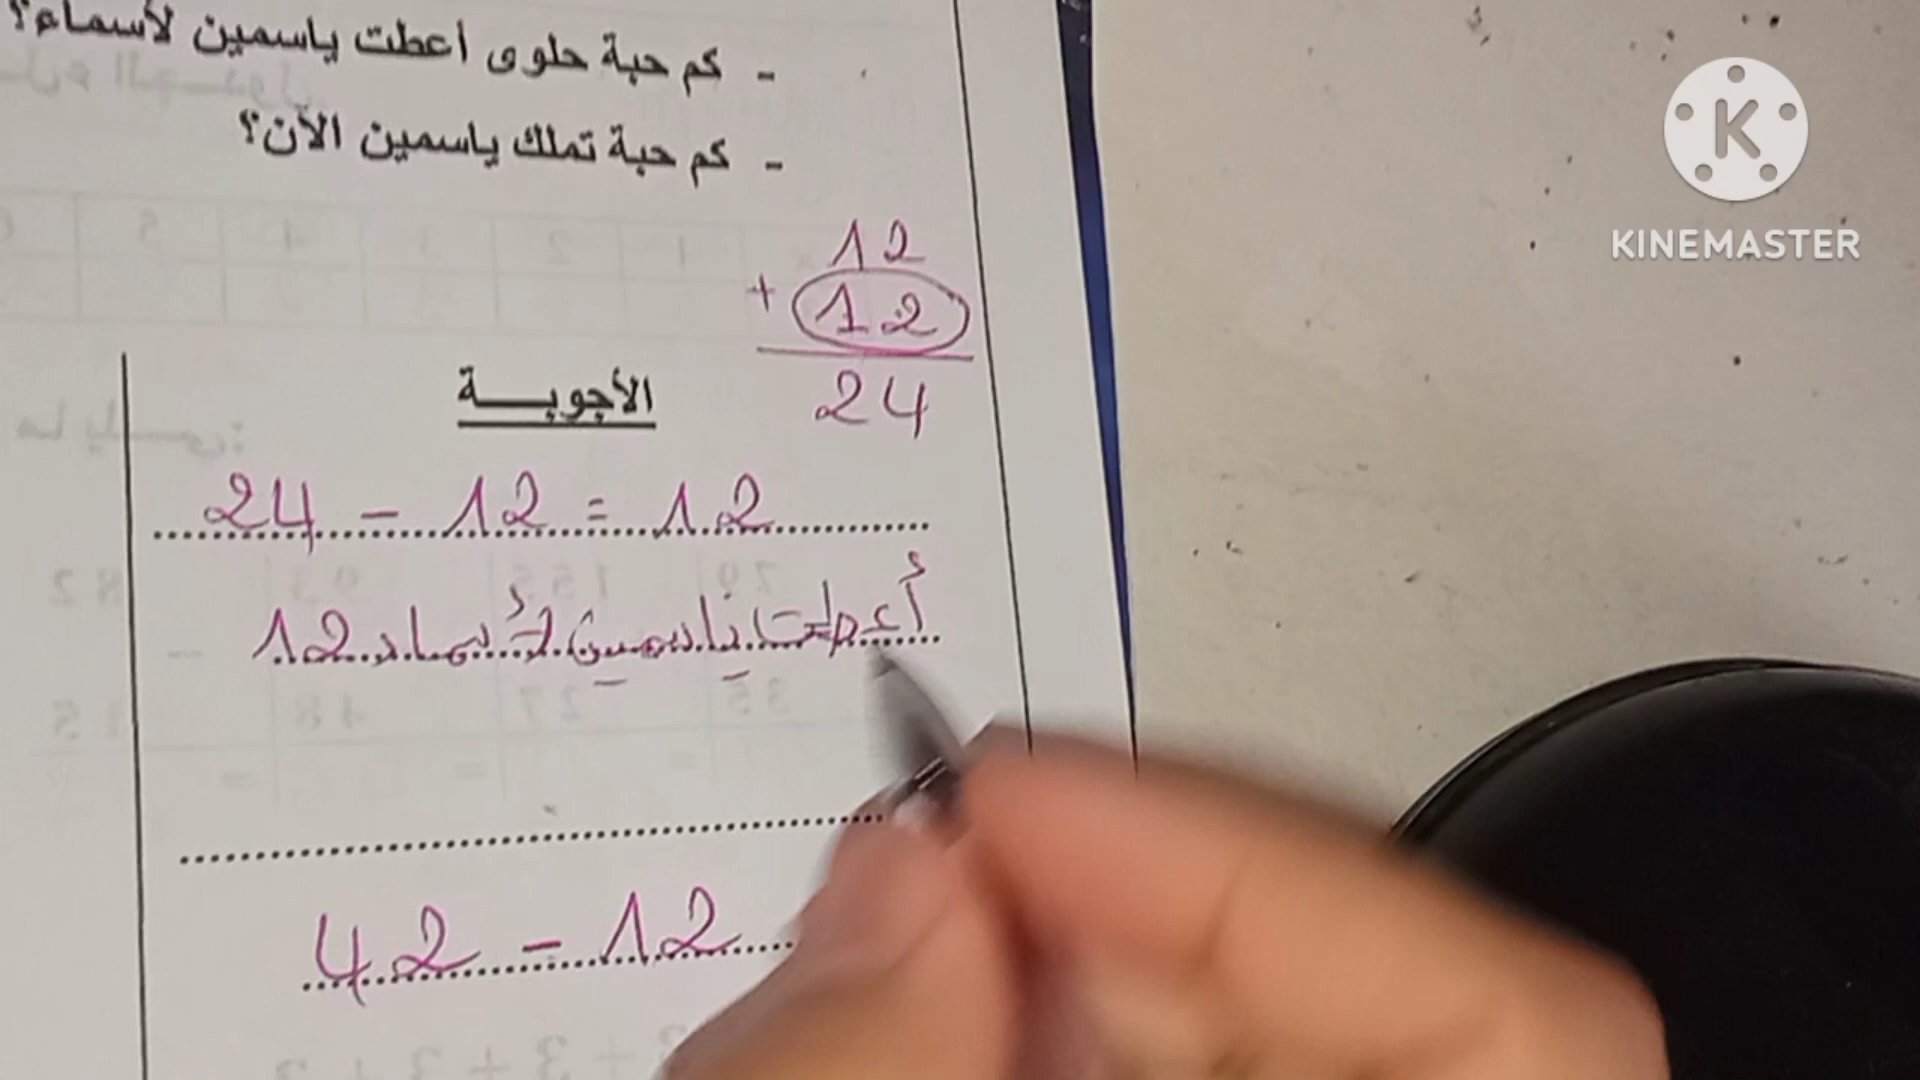 - كم حبة حلوى أعطت ياسمين لأسماء؟
- كم حبة تملك ياسمين الآن؟
12
+ 12
24
الأجوبـــة
24 - 12 = 12
أعطت ياسمين لأسماء 12
42 - 12
K
KINEMASTER